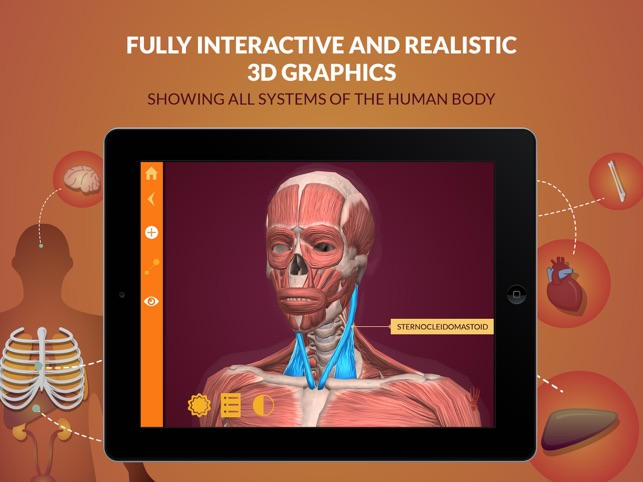 FULLY INTERACTIVE AND REALISTIC
3D GRAPHICS
SHOWING ALL SYSTEMS OF THE HUMAN BODY
STERNOCLEIDOMASTOID